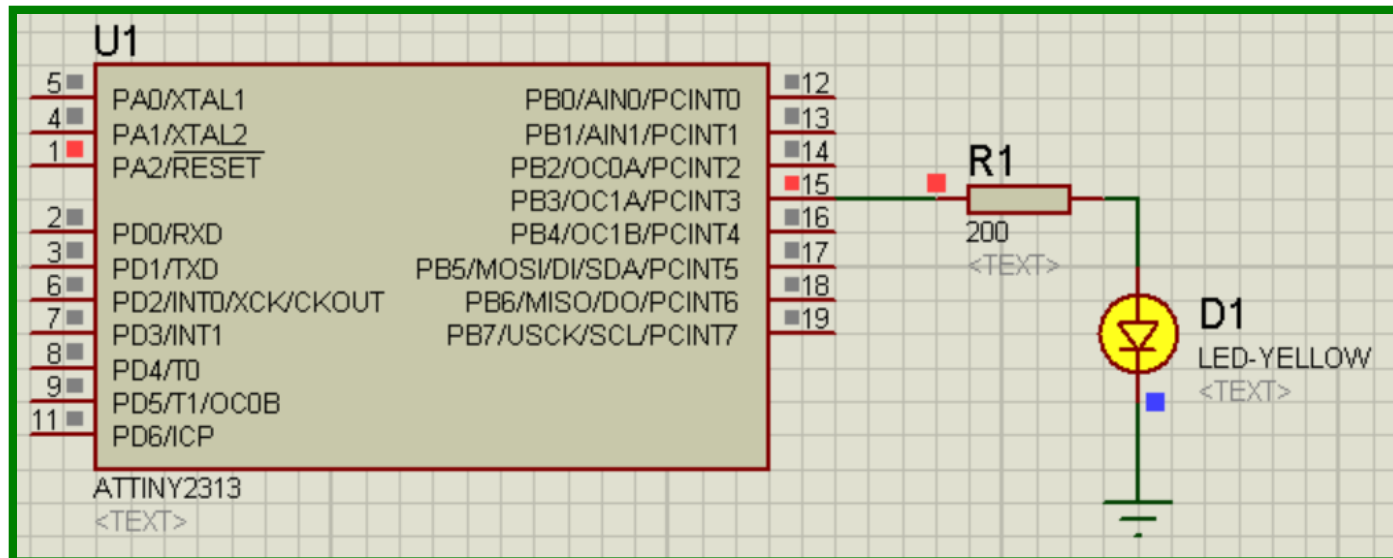 U1
5 PA0/XTAL1
4 PA1/XTAL2
1 PA2/RESET
2 PD0/RXD
3 PD1/TXD
6 PD2/INT0/XCK/CKOUT
7 PD3/INT1
8 PD4/T0
9 PD5/T1/OC0B
11 PD6/ICP
PB0/AIN0/PCINT0 12
PB1/AIN1/PCINT1 13
PB2/OC0A/PCINT2 14
PB3/OC1A/PCINT3 15
PB4/OC1B/PCINT4 16
PB5/MOSI/DI/SDA/PCINT5 17
PB6/MISO/DO/PCINT6 18
PB7/USCK/SCL/PCINT7 19
ATTINY2313
<TEXT>
R1
200
<TEXT>
D1
LED-YELLOW
<TEXT>